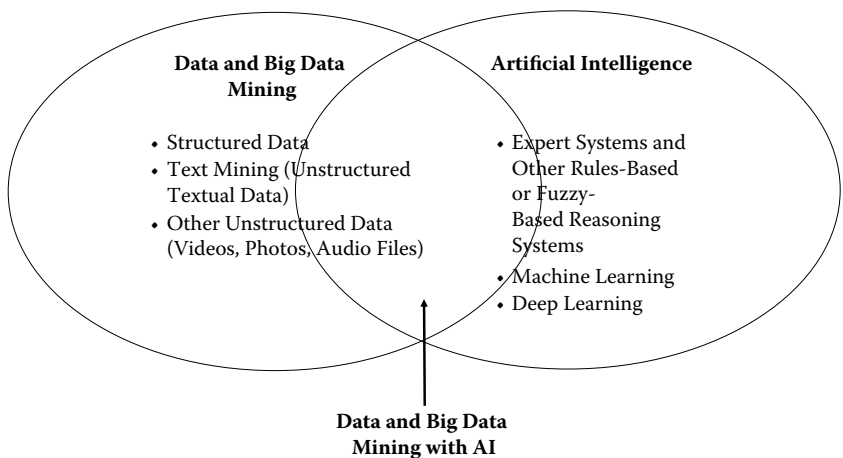 Data and Big Data
Mining
• Structured Data
• Text Mining (Unstructured
Textual Data)
• Other Unstructured Data
(Videos, Photos, Audio Files)
Artificial Intelligence
• Expert Systems and
Other Rules-Based
or Fuzzy-
Based Reasoning
Systems
• Machine Learning
• Deep Learning
Data and Big Data
Mining with AI